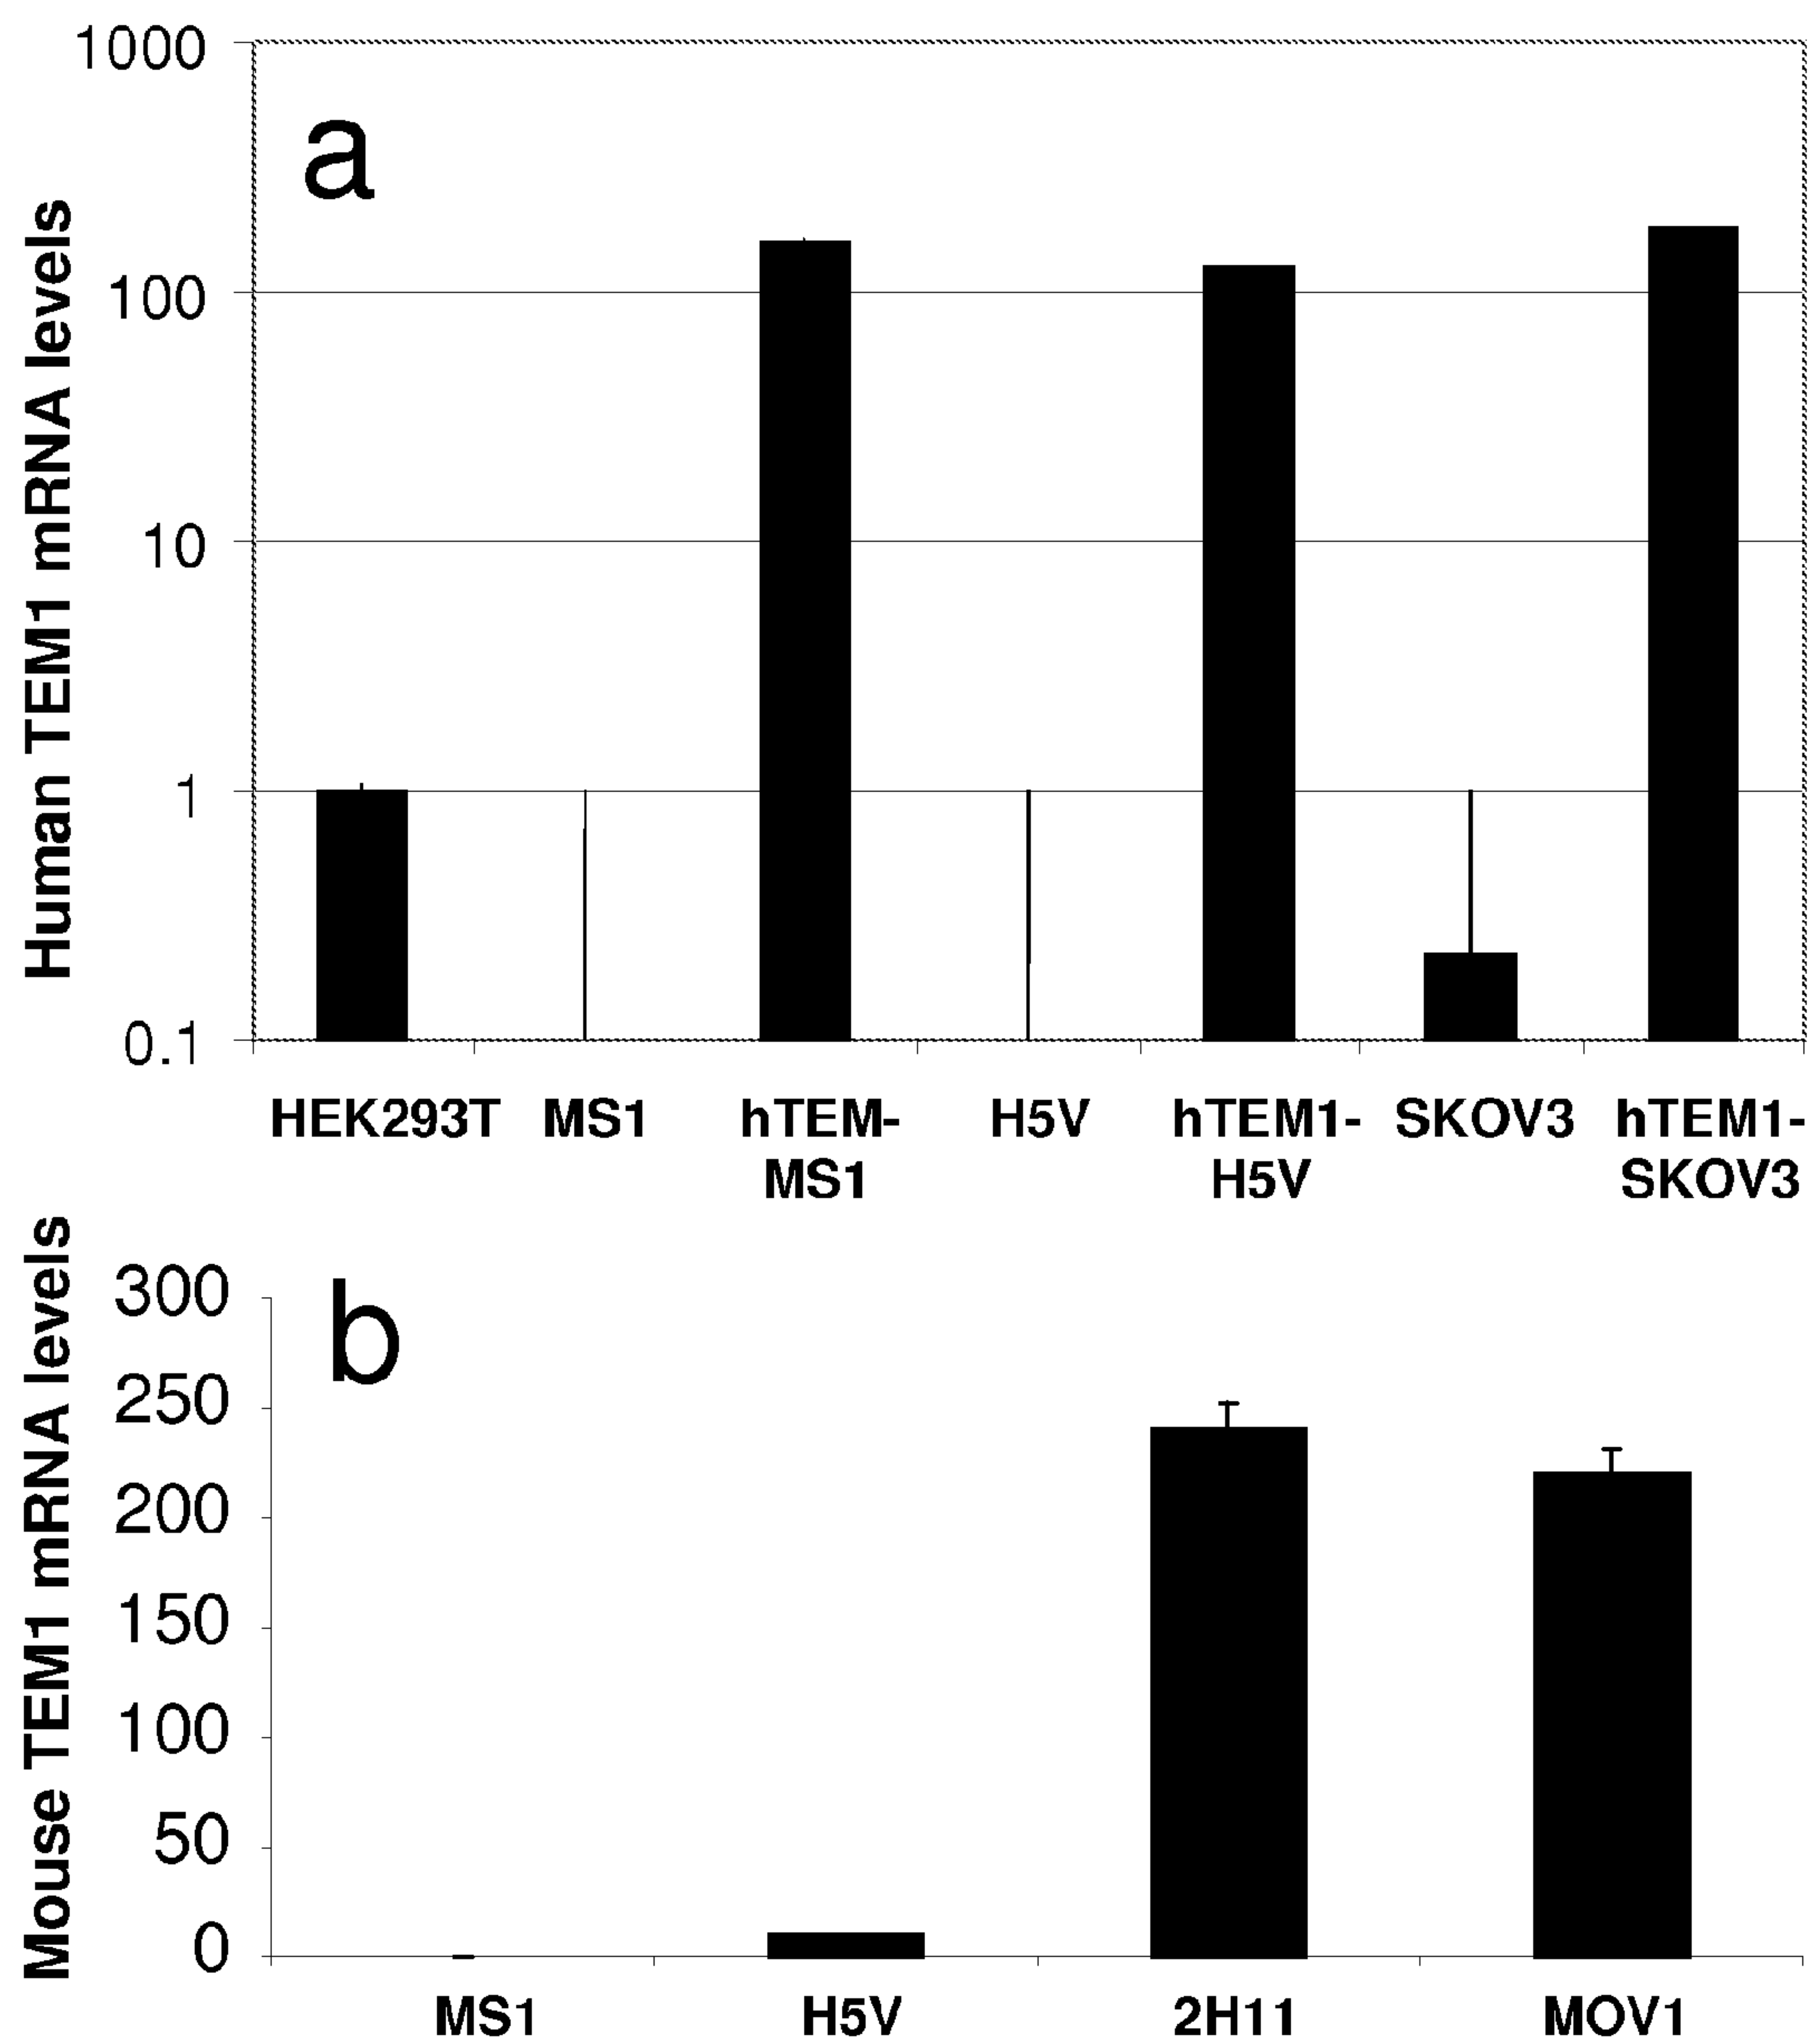 Human TEM1 mRNA levels
1000
100
10
1
0.1
a
HEK293T MS1 hTEM- H5V hTEM1- SKOV3 hTEM1-
MS1 H5V SKOV3
Mouse TEM1 mRNA levels
300
250
200
150
100
50
0
b
MS1 H5V 2H11 MOV1